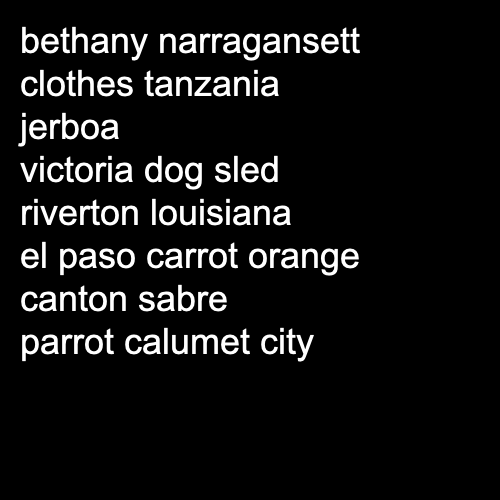 bethany narragansett
clothes tanzania
jerboa
victoria dog sled
riverton louisiana
el paso carrot orange
canton sabre
parrot calumet city